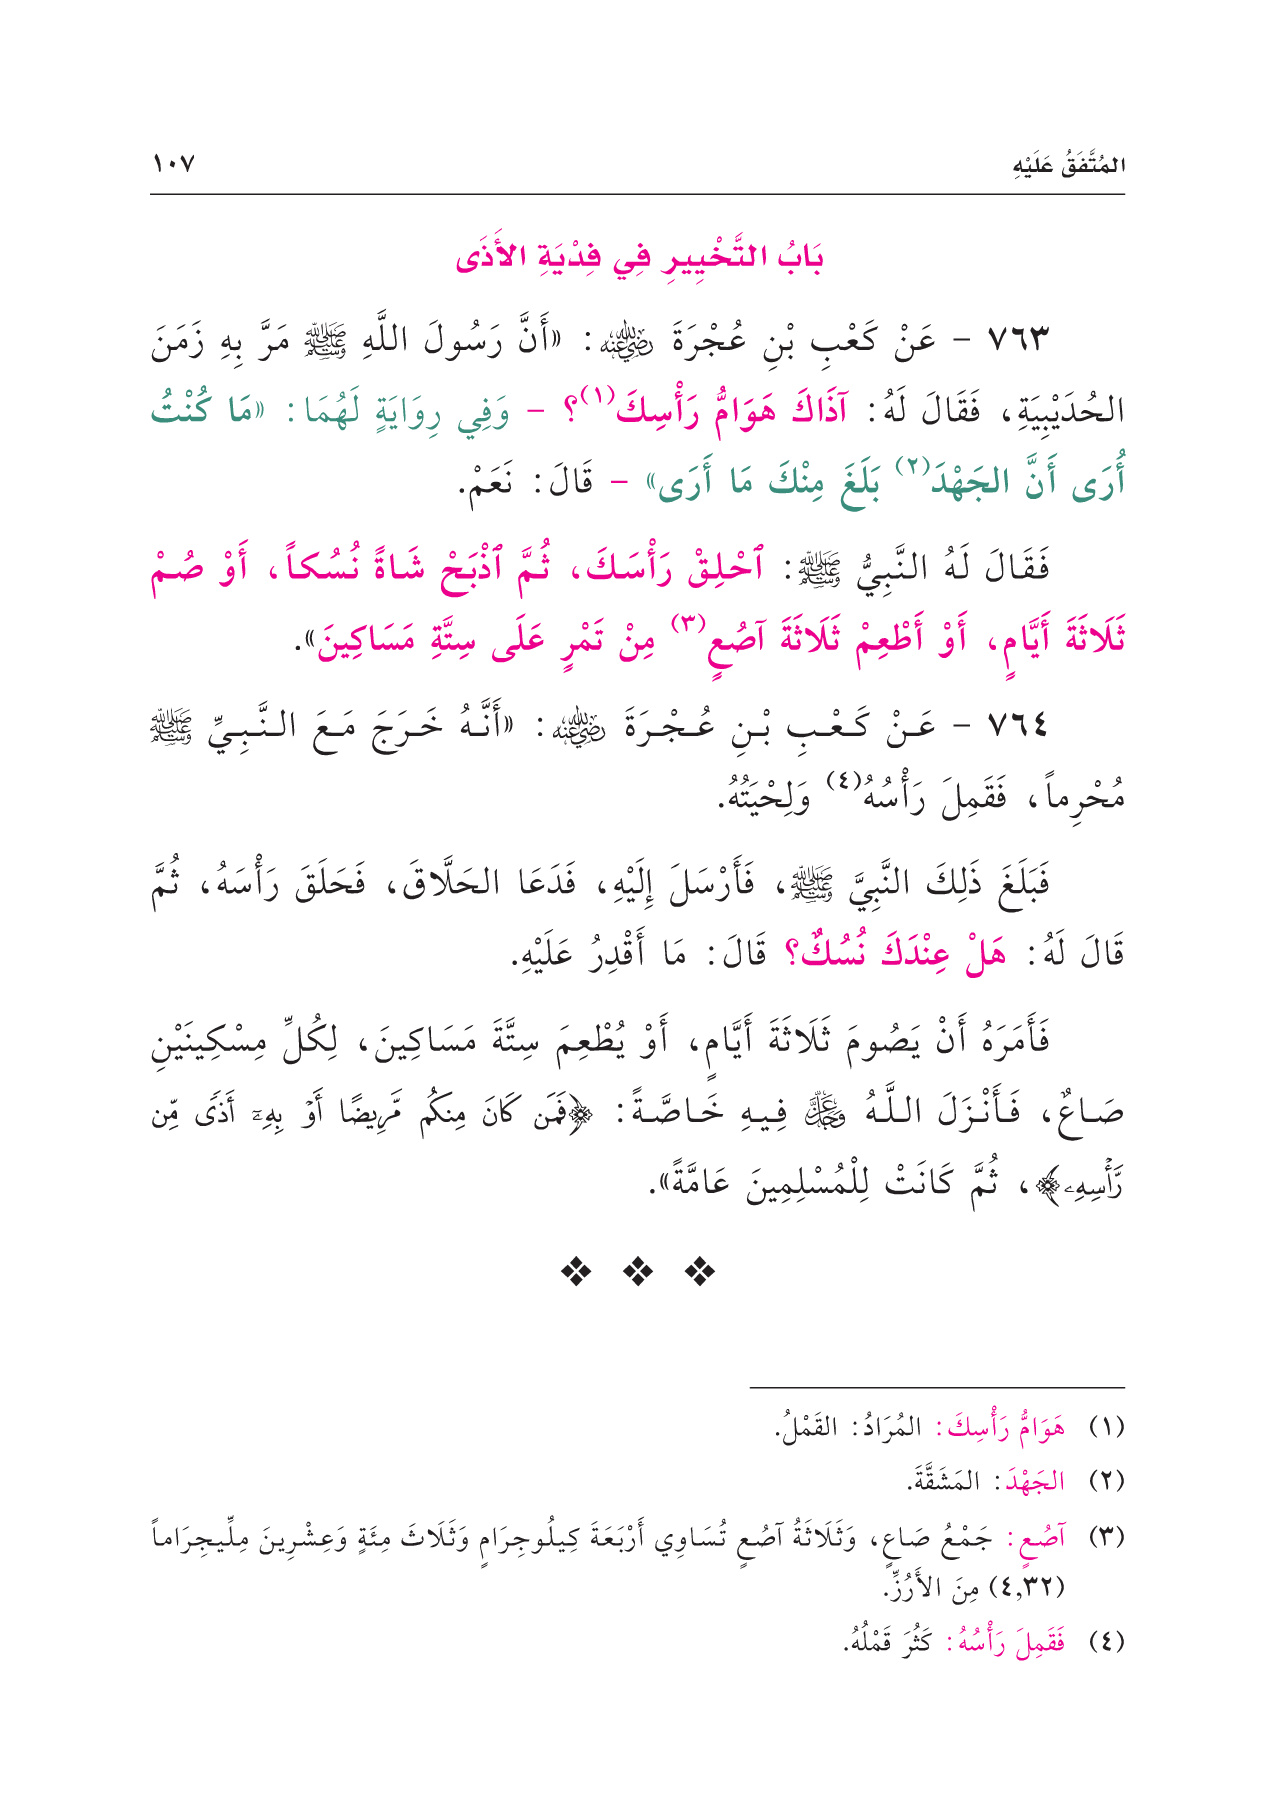 المُتَّفَقُ عَلَيْهِ ١٠٧
بَابُ التَّخْيِيرِ فِي فِدْيَةِ الأَذَى
٧٦٣ - عَنْ كَعْبِ بْنِ عُجْرَةَ رضي الله عنه: «أَنَّ رَسُولَ اللَّهِ ﷺ مَرَّ بِهِ زَمَنَ
الحُدَيْبِيَةِ، فَقَالَ لَهُ: آذَاكَ هَوَامُّ رَأْسِكَ(١)؟ - وَفِي رِوَايَةٍ لَهُمَا: «مَا كُنْتُ
أُرَى أَنَّ الجَهْدَ(٢) بَلَغَ مِنْكَ مَا أَرَى» - قَالَ: نَعَمْ.
فَقَالَ لَهُ النَّبِيُّ ﷺ: ٱحْلِقْ رَأْسَكَ، ثُمَّ ٱذْبَحْ شَاةً نُسُكاً، أَوْ صُمْ
ثَلَاثَةَ أَيَّامٍ، أَوْ أَطْعِمْ ثَلَاثَةَ آصُعٍ(٣) مِنْ تَمْرٍ عَلَى سِتَّةِ مَسَاكِينَ».
٧٦٤ - عَنْ كَعْبِ بْنِ عُجْرَةَ رضي الله عنه: «أَنَّهُ خَرَجَ مَعَ النَّبِيِّ ﷺ
مُحْرِماً، فَقَمِلَ رَأْسُهُ(٤) وَلِحْيَتُهُ.
فَبَلَغَ ذَلِكَ النَّبِيَّ ﷺ، فَأَرْسَلَ إِلَيْهِ، فَدَعَا الحَلَّاقَ، فَحَلَقَ رَأْسَهُ، ثُمَّ
قَالَ لَهُ: هَلْ عِنْدَكَ نُسُكٌ؟ قَالَ: مَا أَقْدِرُ عَلَيْهِ.
فَأَمَرَهُ أَنْ يَصُومَ ثَلَاثَةَ أَيَّامٍ، أَوْ يُطْعِمَ سِتَّةَ مَسَاكِينَ، لِكُلِّ مِسْكِينَيْنِ
صَاعٌ، فَأَنْزَلَ اللَّهُ عز وجل فِيهِ خَاصَّةً: ﴿فَمَن كَانَ مِنكُم مَّرِيضًا أَوْ بِهِۦٓ أَذًى مِّن
رَّأْسِهِۦ﴾، ثُمَّ كَانَتْ لِلْمُسْلِمِينَ عَامَّةً».
(١) هَوَامُّ رَأْسِكَ: المُرَادُ: القَمْلُ.
(٢) الجَهْدَ: المَشَقَّةَ.
(٣) آصُعٍ: جَمْعُ صَاعٍ، وَثَلَاثَةُ آصُعٍ تُسَاوِي أَرْبَعَةَ كِيلُوجِرَامٍ وَثَلَاثَ مِئَةٍ وَعِشْرِينَ مِلِّيجِرَاماً
(٤,٣٢) مِنَ الأَرُزِّ.
(٤) فَقَمِلَ رَأْسُهُ: كَثُرَ قَمْلُهُ.